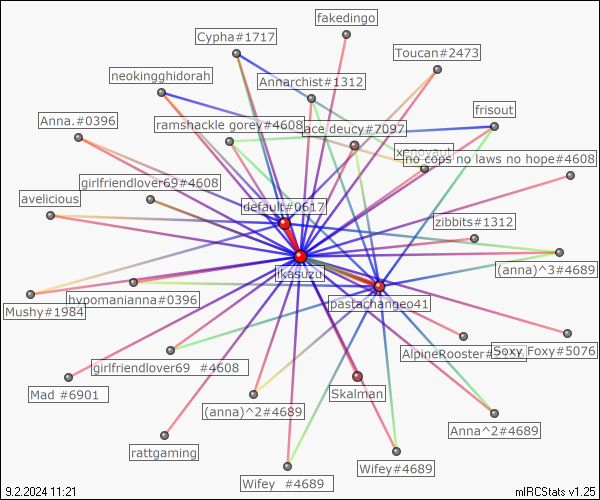 fakedingo
Cypha#1717
Toucan#2473
neokingghidorah
Annarchist#1312
frisout
Anna.#0396
ramshackle gorey#4608
ace deucy#7097
no cops no laws no hope#4608
girlfriendlover69#4608
avelicious
default#0617
zibbits#1312
ikasuzu
(anna)^3#4689
hypomanianna#0396
pastachangeo41
Mushy#1984
Soxy Foxy#5076
girlfriendlover69 #4608
Mad #6901
Skalman
(anna)^2#4689
Anna^2#4689
rattgaming
Wifey#4689
Wifey #4689
9.2.2024 11:21
mIRCStats v1.25